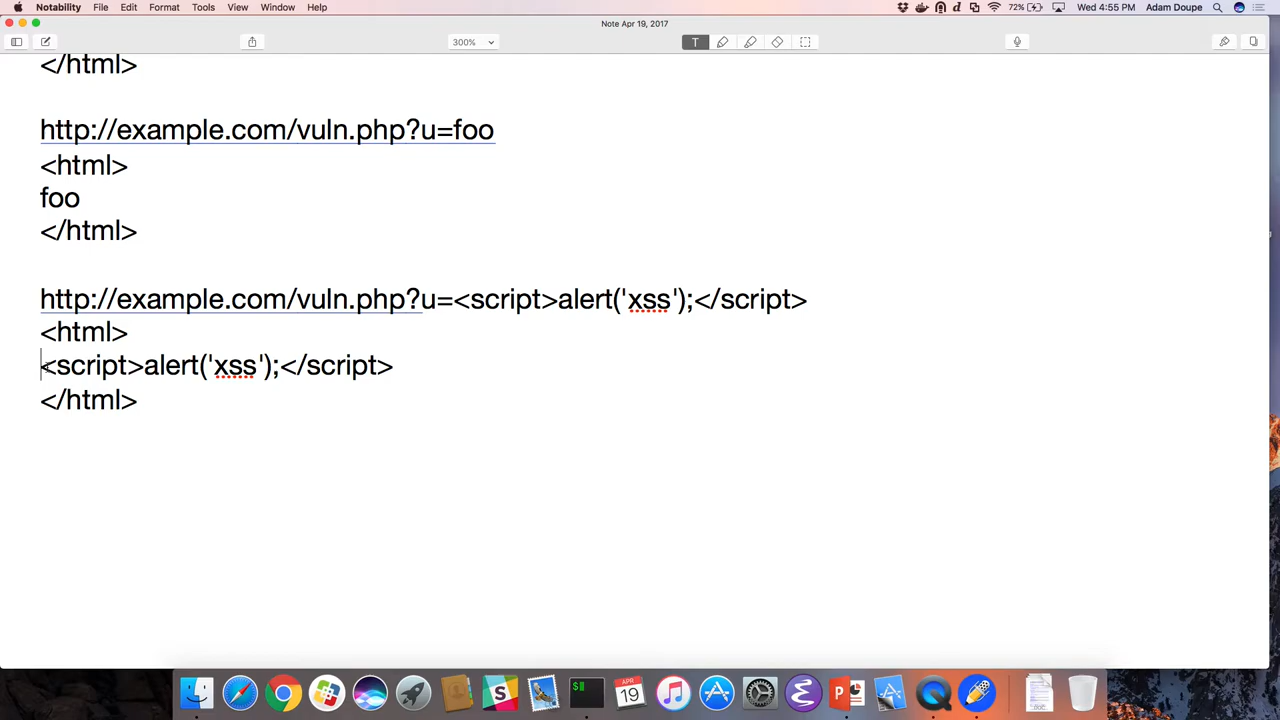 Notability File Edit Format Tools View Window Help 72% Wed 4:55 PM Adam Doupe
Note Apr 19, 2017
300% T
</html>
http://example.com/vuln.php?u=foo
<html>
foo
</html>
http://example.com/vuln.php?u=<script>alert('xss');</script>
<html>
<script>alert('xss');</script>
</html>
APR
19